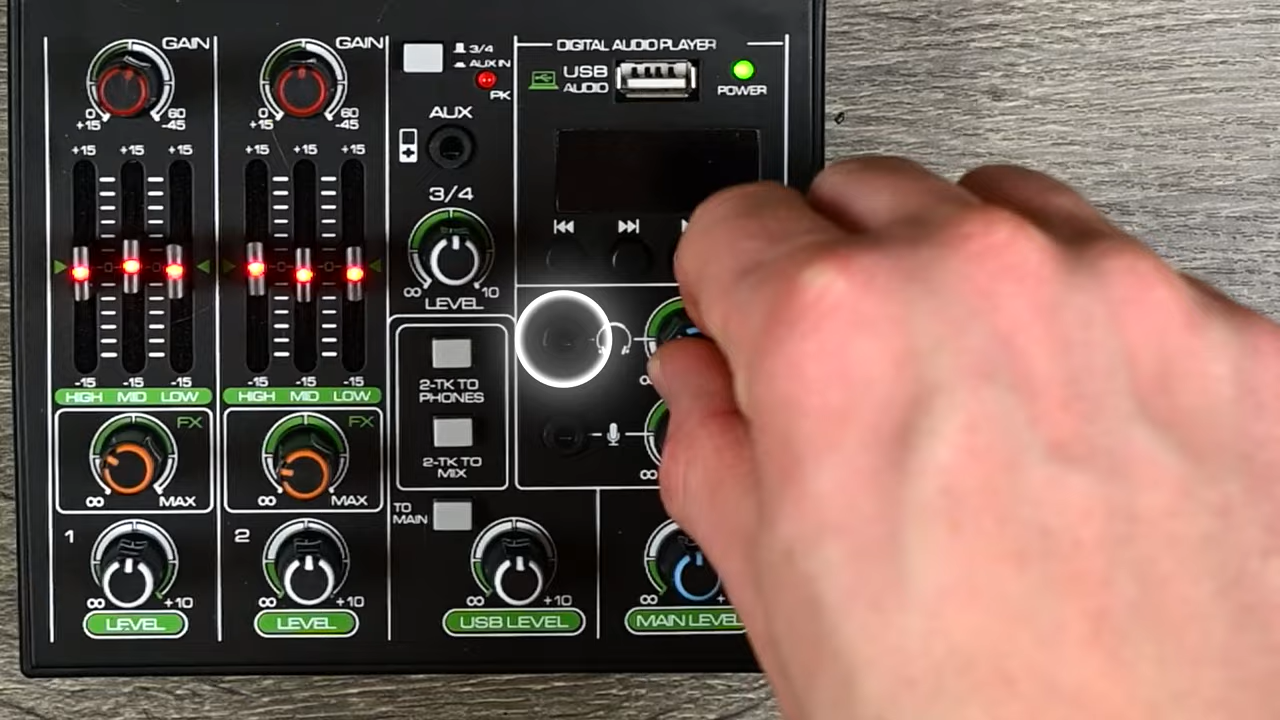 GAIN
0 60
+15 -45
+15 +15 +15
-15 -15 -15
HIGH MID LOW
FX
∞ MAX
1
∞ +10
LEVEL
GAIN
0 60
+15 -45
+15 +15 +15
-15 -15 -15
HIGH MID LOW
FX
∞ MAX
2
∞ +10
LEVEL
3/4
AUX IN
PK
AUX
3/4
∞ 10
LEVEL
2-TK TO
PHONES
2-TK TO
MIX
TO
MAIN
∞ +10
USB LEVEL
DIGITAL AUDIO PLAYER
USB
AUDIO
POWER
∞
∞
∞ +
MAIN LEVEL